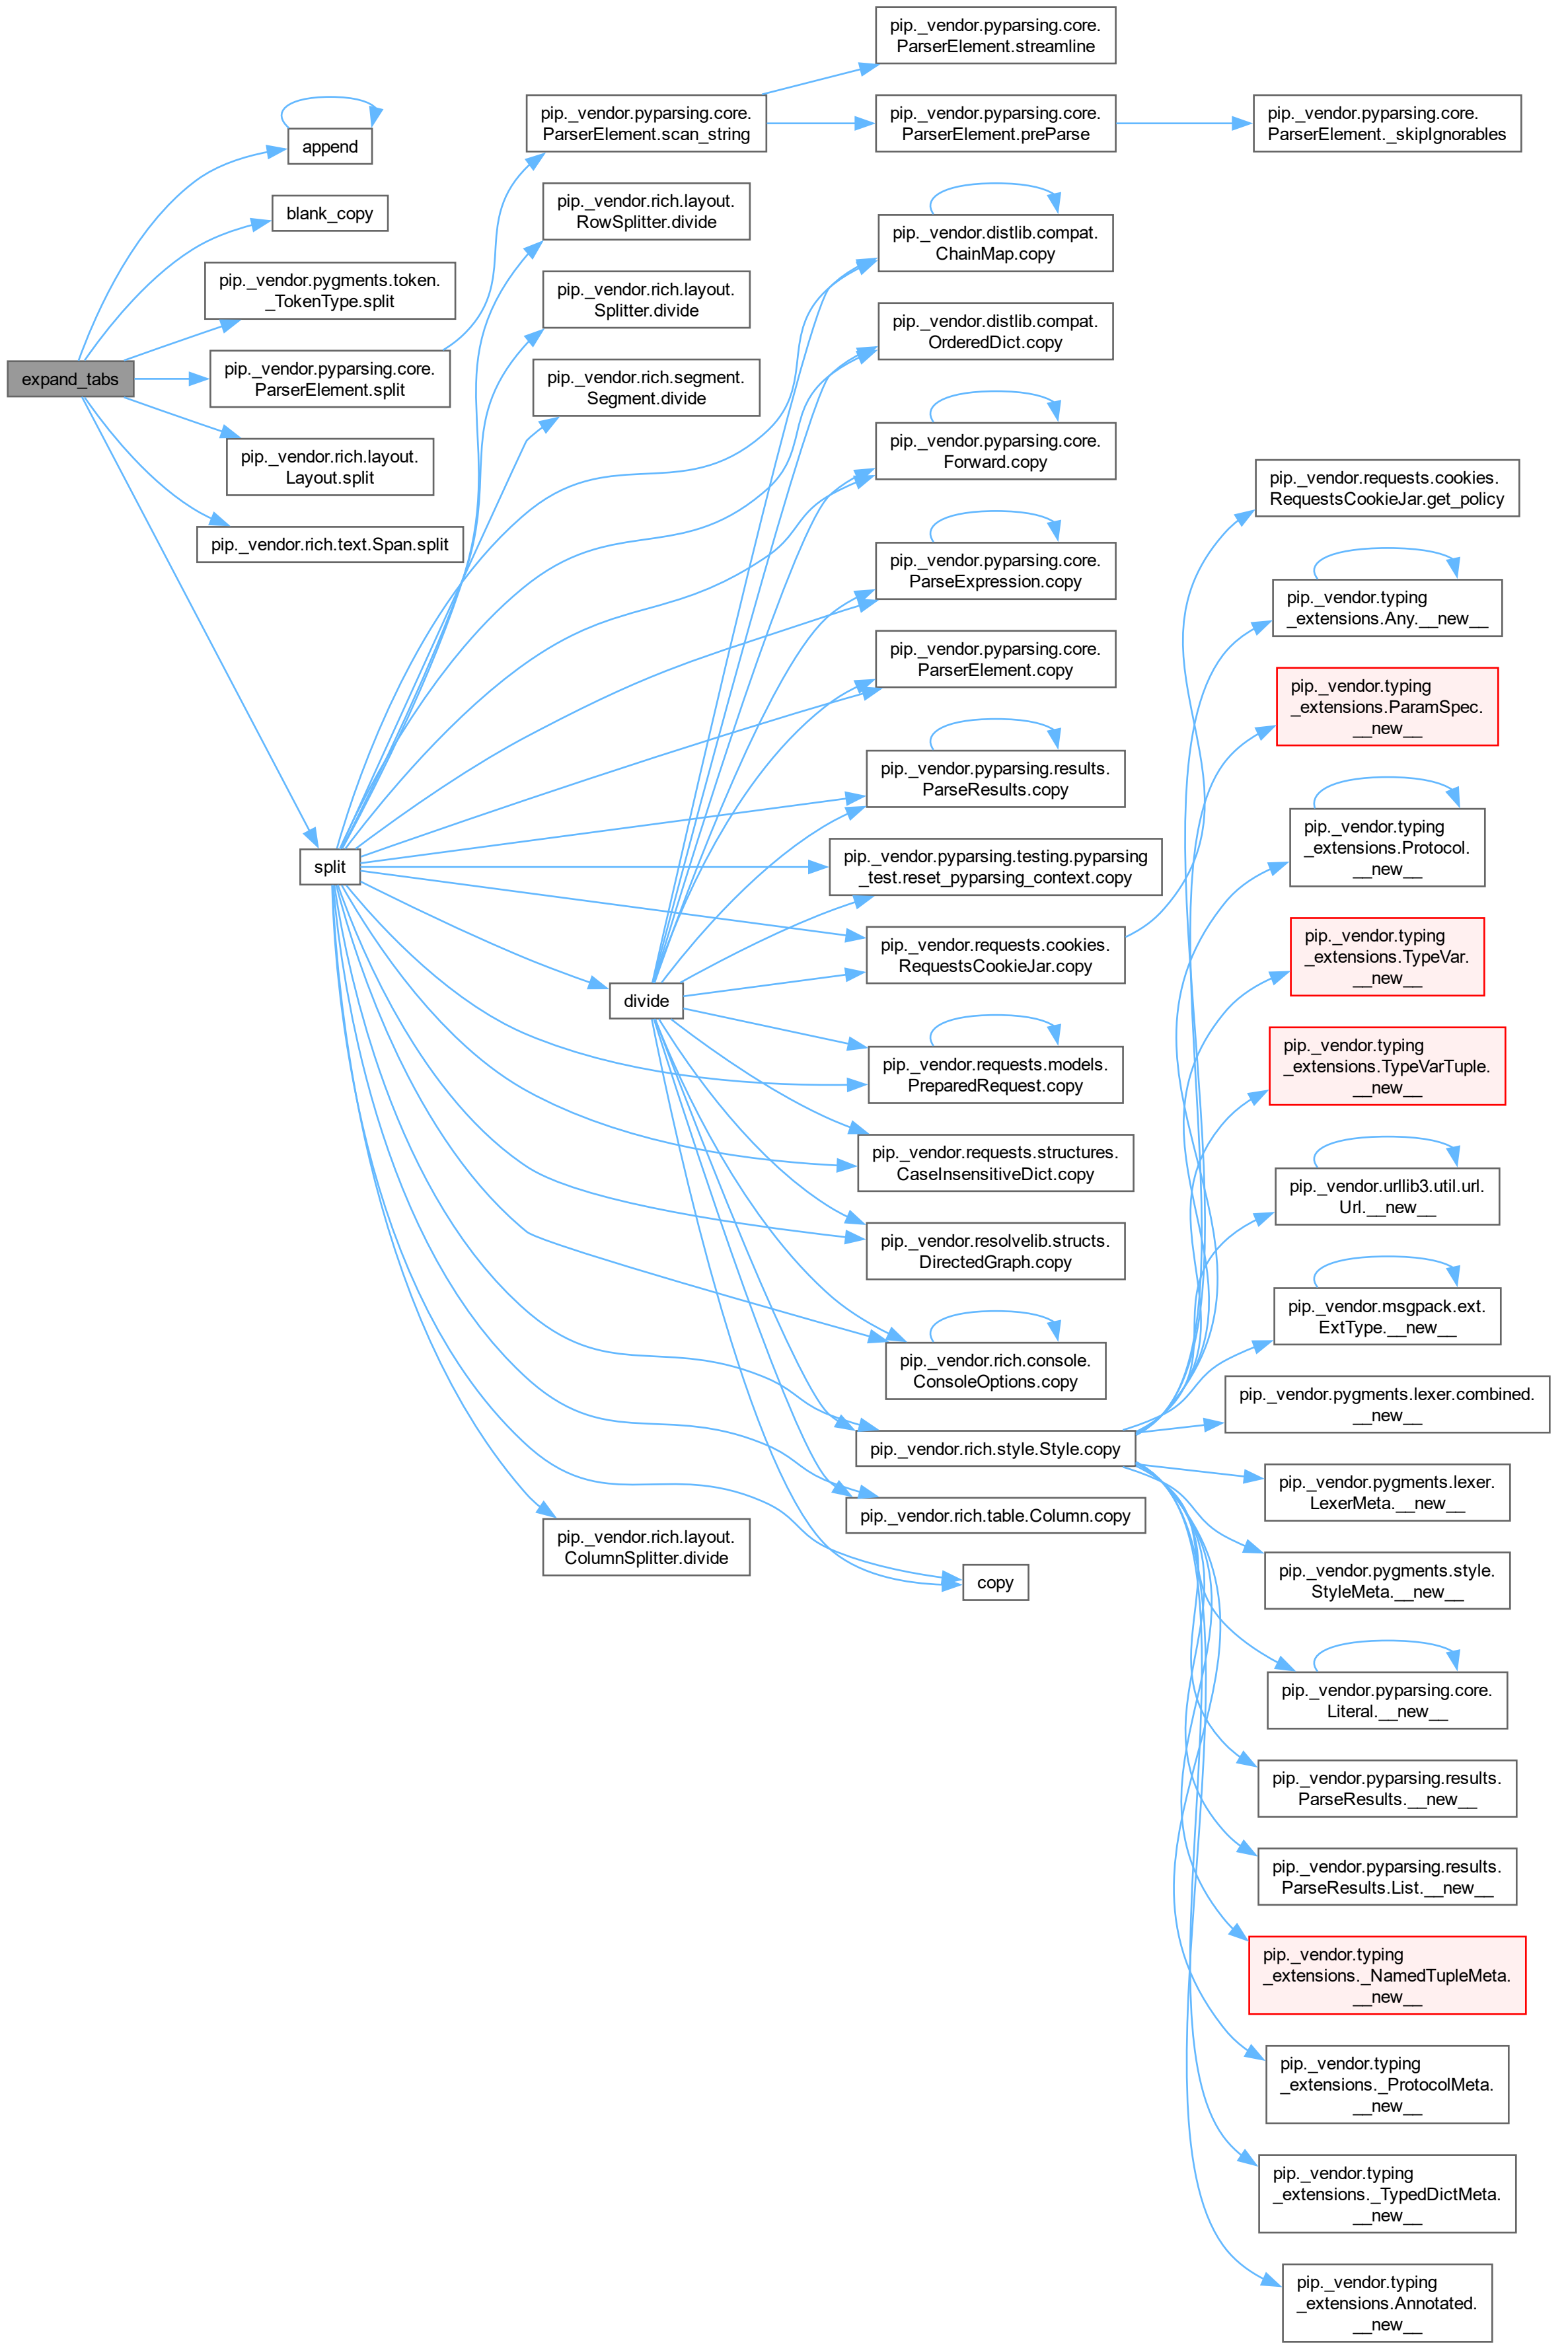 expand_tabs
append
blank_copy
pip._vendor.pygments.token.
_TokenType.split
pip._vendor.pyparsing.core.
ParserElement.split
pip._vendor.rich.layout.
Layout.split
pip._vendor.rich.text.Span.split
split
pip._vendor.pyparsing.core.
ParserElement.scan_string
pip._vendor.rich.layout.
RowSplitter.divide
pip._vendor.rich.layout.
Splitter.divide
pip._vendor.rich.segment.
Segment.divide
divide
pip._vendor.rich.layout.
ColumnSplitter.divide
pip._vendor.pyparsing.core.
ParserElement.streamline
pip._vendor.pyparsing.core.
ParserElement.preParse
pip._vendor.distlib.compat.
ChainMap.copy
pip._vendor.distlib.compat.
OrderedDict.copy
pip._vendor.pyparsing.core.
Forward.copy
pip._vendor.pyparsing.core.
ParseExpression.copy
pip._vendor.pyparsing.core.
ParserElement.copy
pip._vendor.pyparsing.results.
ParseResults.copy
pip._vendor.pyparsing.testing.pyparsing
_test.reset_pyparsing_context.copy
pip._vendor.requests.cookies.
RequestsCookieJar.copy
pip._vendor.requests.models.
PreparedRequest.copy
pip._vendor.requests.structures.
CaseInsensitiveDict.copy
pip._vendor.resolvelib.structs.
DirectedGraph.copy
pip._vendor.rich.console.
ConsoleOptions.copy
pip._vendor.rich.style.Style.copy
pip._vendor.rich.table.Column.copy
copy
pip._vendor.pyparsing.core.
ParserElement._skipIgnorables
pip._vendor.requests.cookies.
RequestsCookieJar.get_policy
pip._vendor.typing
_extensions.Any.__new__
pip._vendor.typing
_extensions.ParamSpec.
__new__
pip._vendor.typing
_extensions.Protocol.
__new__
pip._vendor.typing
_extensions.TypeVar.
__new__
pip._vendor.typing
_extensions.TypeVarTuple.
__new__
pip._vendor.urllib3.util.url.
Url.__new__
pip._vendor.msgpack.ext.
ExtType.__new__
pip._vendor.pygments.lexer.combined.
__new__
pip._vendor.pygments.lexer.
LexerMeta.__new__
pip._vendor.pygments.style.
StyleMeta.__new__
pip._vendor.pyparsing.core.
Literal.__new__
pip._vendor.pyparsing.results.
ParseResults.__new__
pip._vendor.pyparsing.results.
ParseResults.List.__new__
pip._vendor.typing
_extensions._NamedTupleMeta.
__new__
pip._vendor.typing
_extensions._ProtocolMeta.
__new__
pip._vendor.typing
_extensions._TypedDictMeta.
__new__
pip._vendor.typing
_extensions.Annotated.
__new__